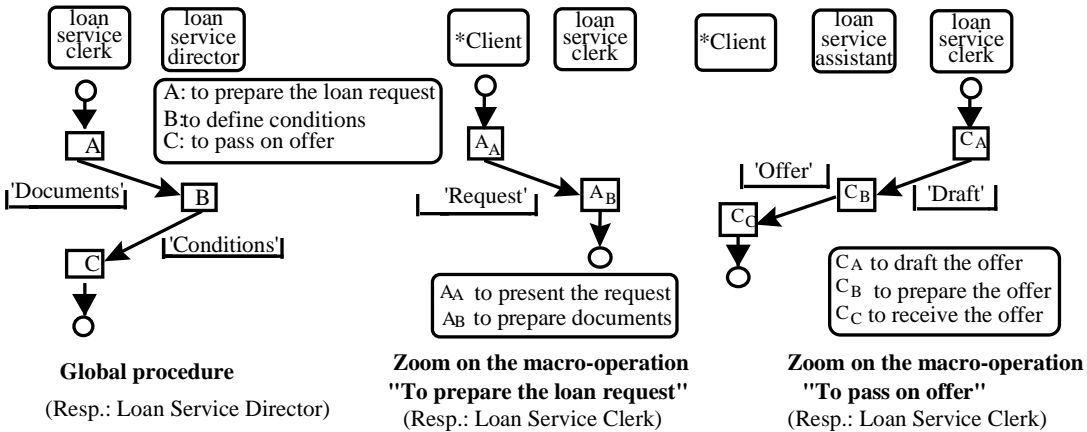 loan
service
clerk
loan
service
director
A: to prepare the loan request
B:to define conditions
C: to pass on offer
A
'Documents'
B
'Conditions'
C
Global procedure
(Resp.: Loan Service Director)
*Client
loan
service
clerk
AA
'Request'
AB
AA to present the request
AB to prepare documents
Zoom on the macro-operation
"To prepare the loan request"
(Resp.: Loan Service Clerk)
*Client
loan
service
assistant
loan
service
clerk
CA
'Offer'
CB
'Draft'
CC
CA to draft the offer
CB to prepare the offer
CC to receive the offer
Zoom on the macro-operation
"To pass on offer"
(Resp.: Loan Service Clerk)